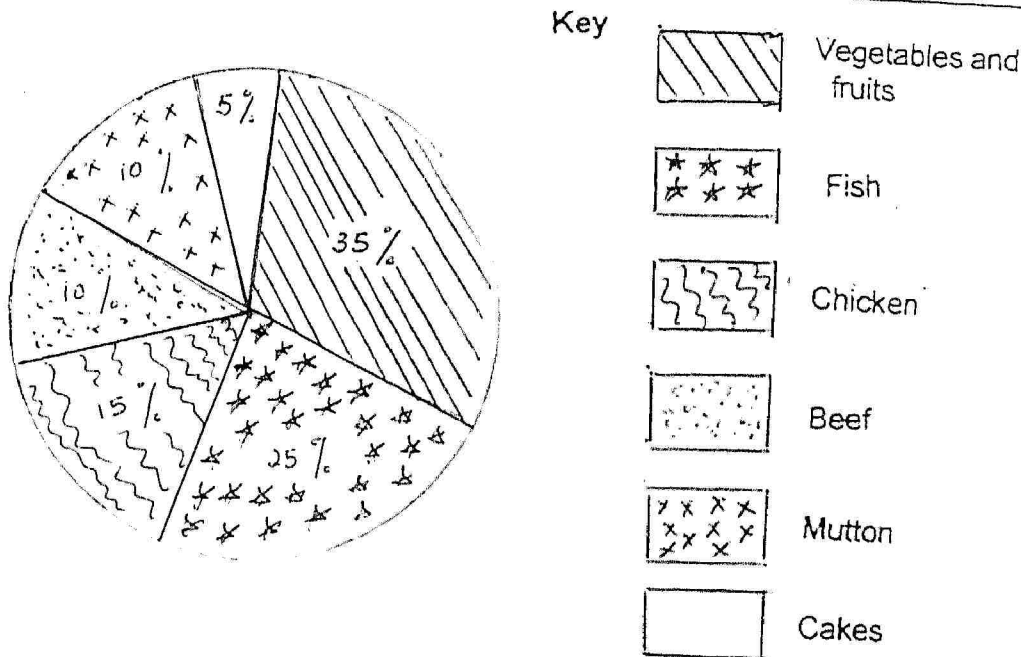 Key
Vegetables and
fruits
Fish
Chicken
Beef
Mutton
Cakes
5%
10%
35%
10%
15%
25%